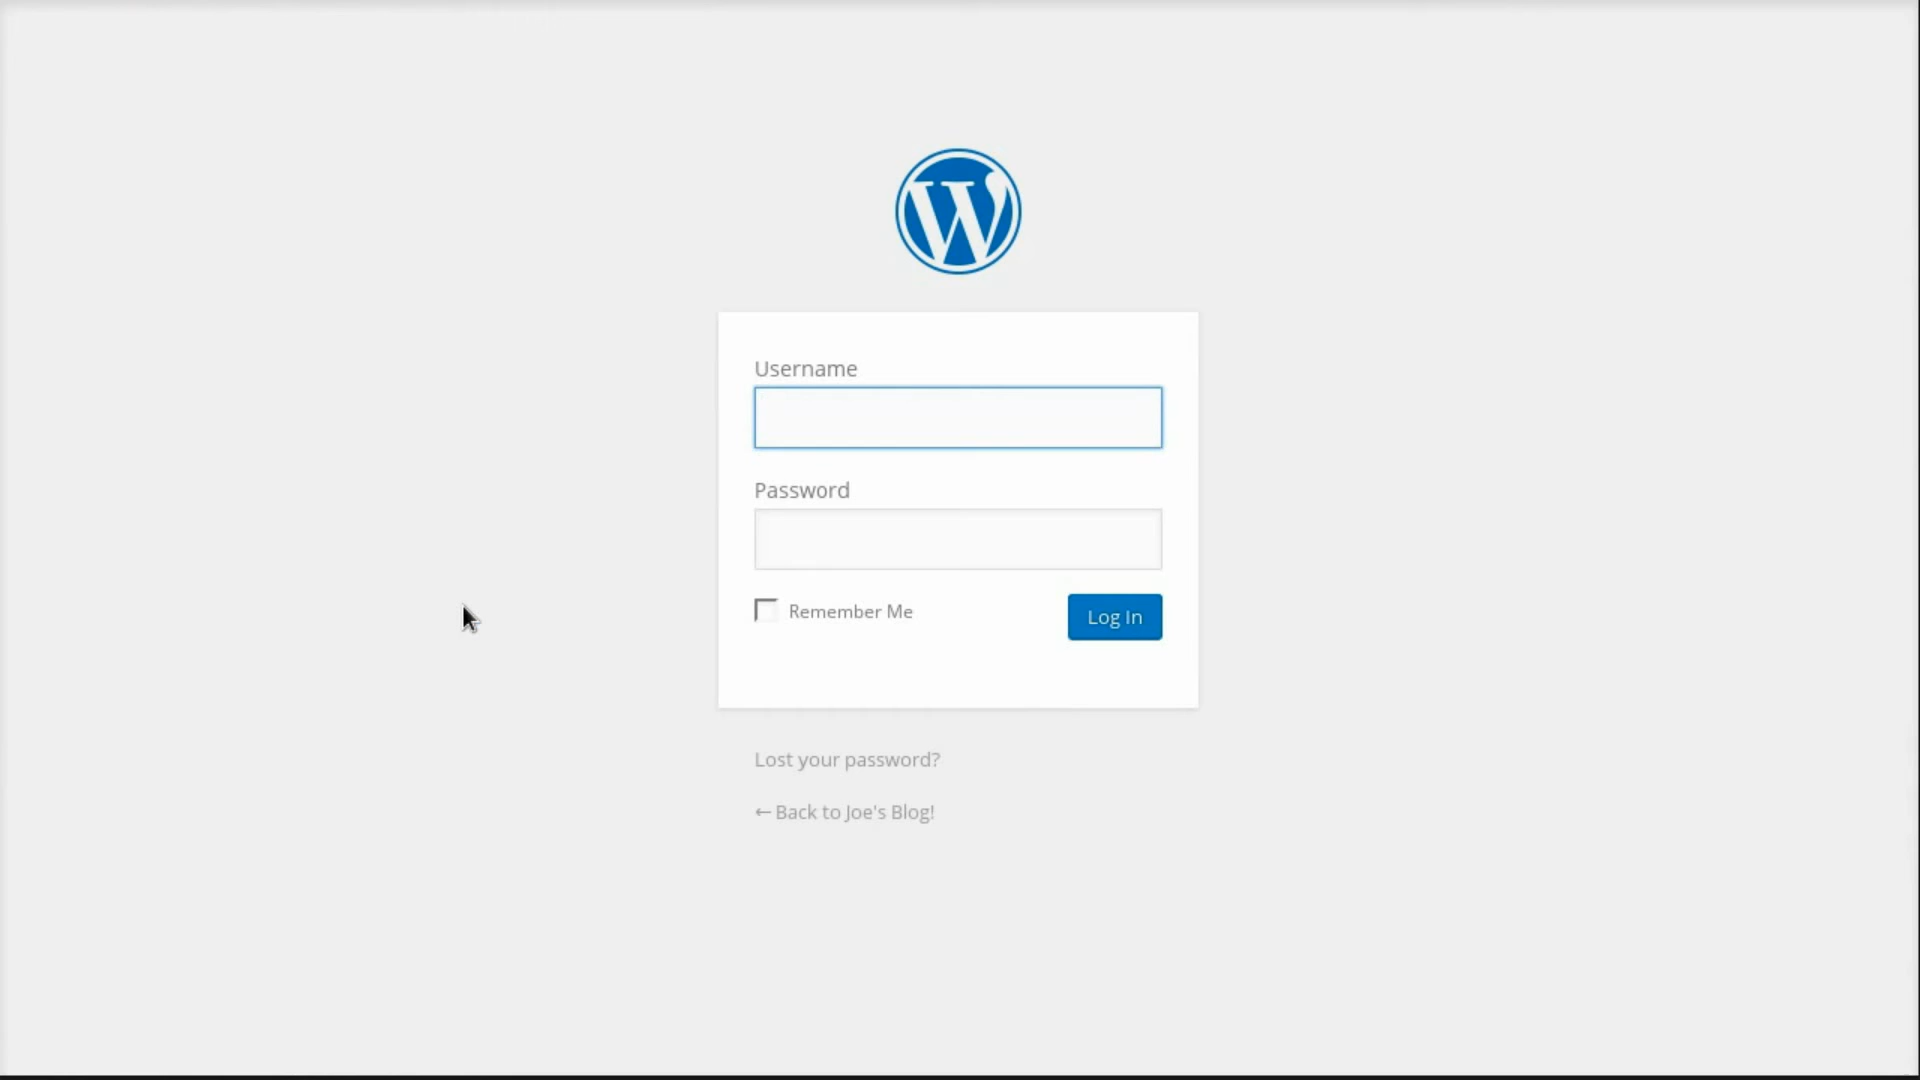 Username
Password
Remember Me
Log In
Lost your password?
← Back to Joe's Blog!